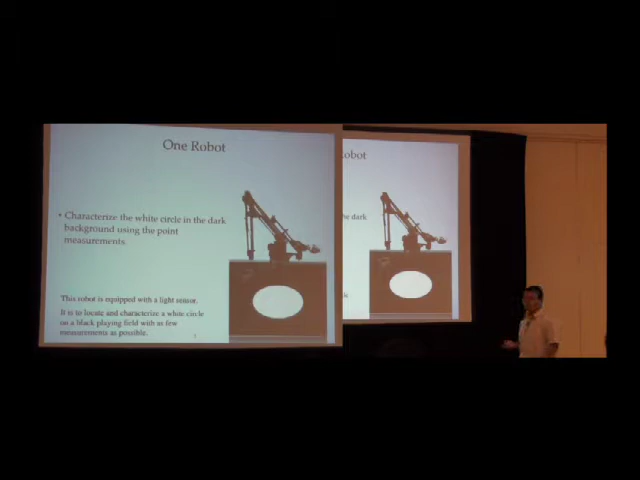 One Robot
• Characterize the white circle in the dark
background using the point
measurements.
This robot is equipped with a light sensor.
It is to locate and characterize a white circle
on a black playing field with as few
measurements as possible.
Robot
he dark